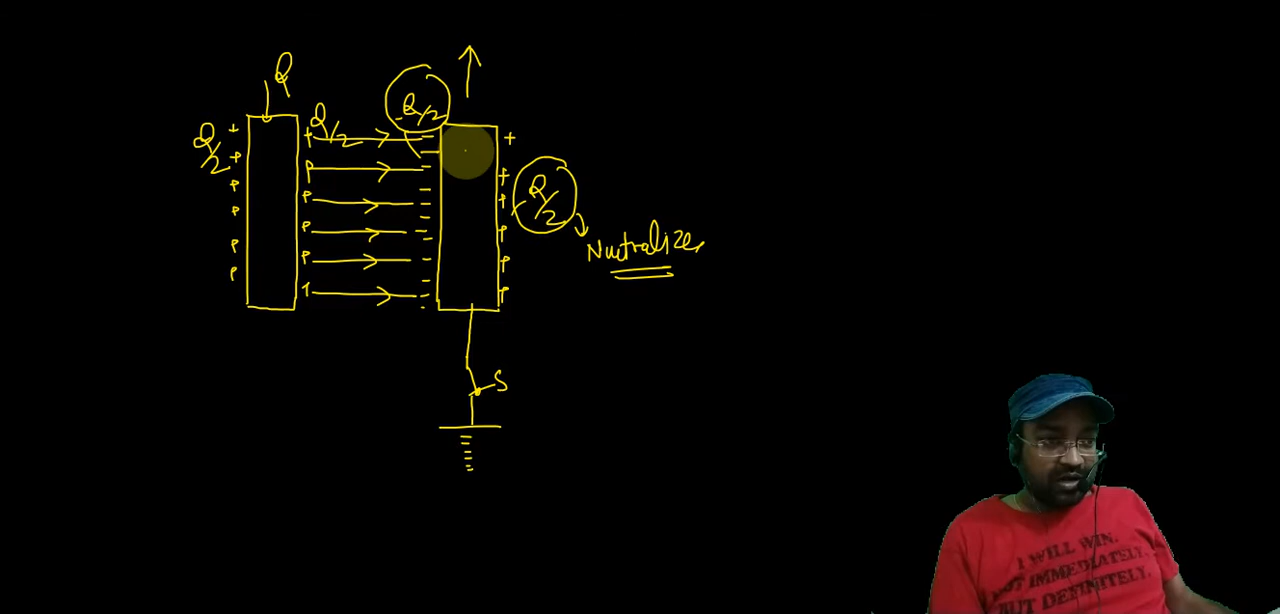 Q
Q/2
Q/2
-Q/2
Q/2
Nutralize
S
I WILL WIN.
NOT IMMEDIATELY.
BUT DEFINITELY.